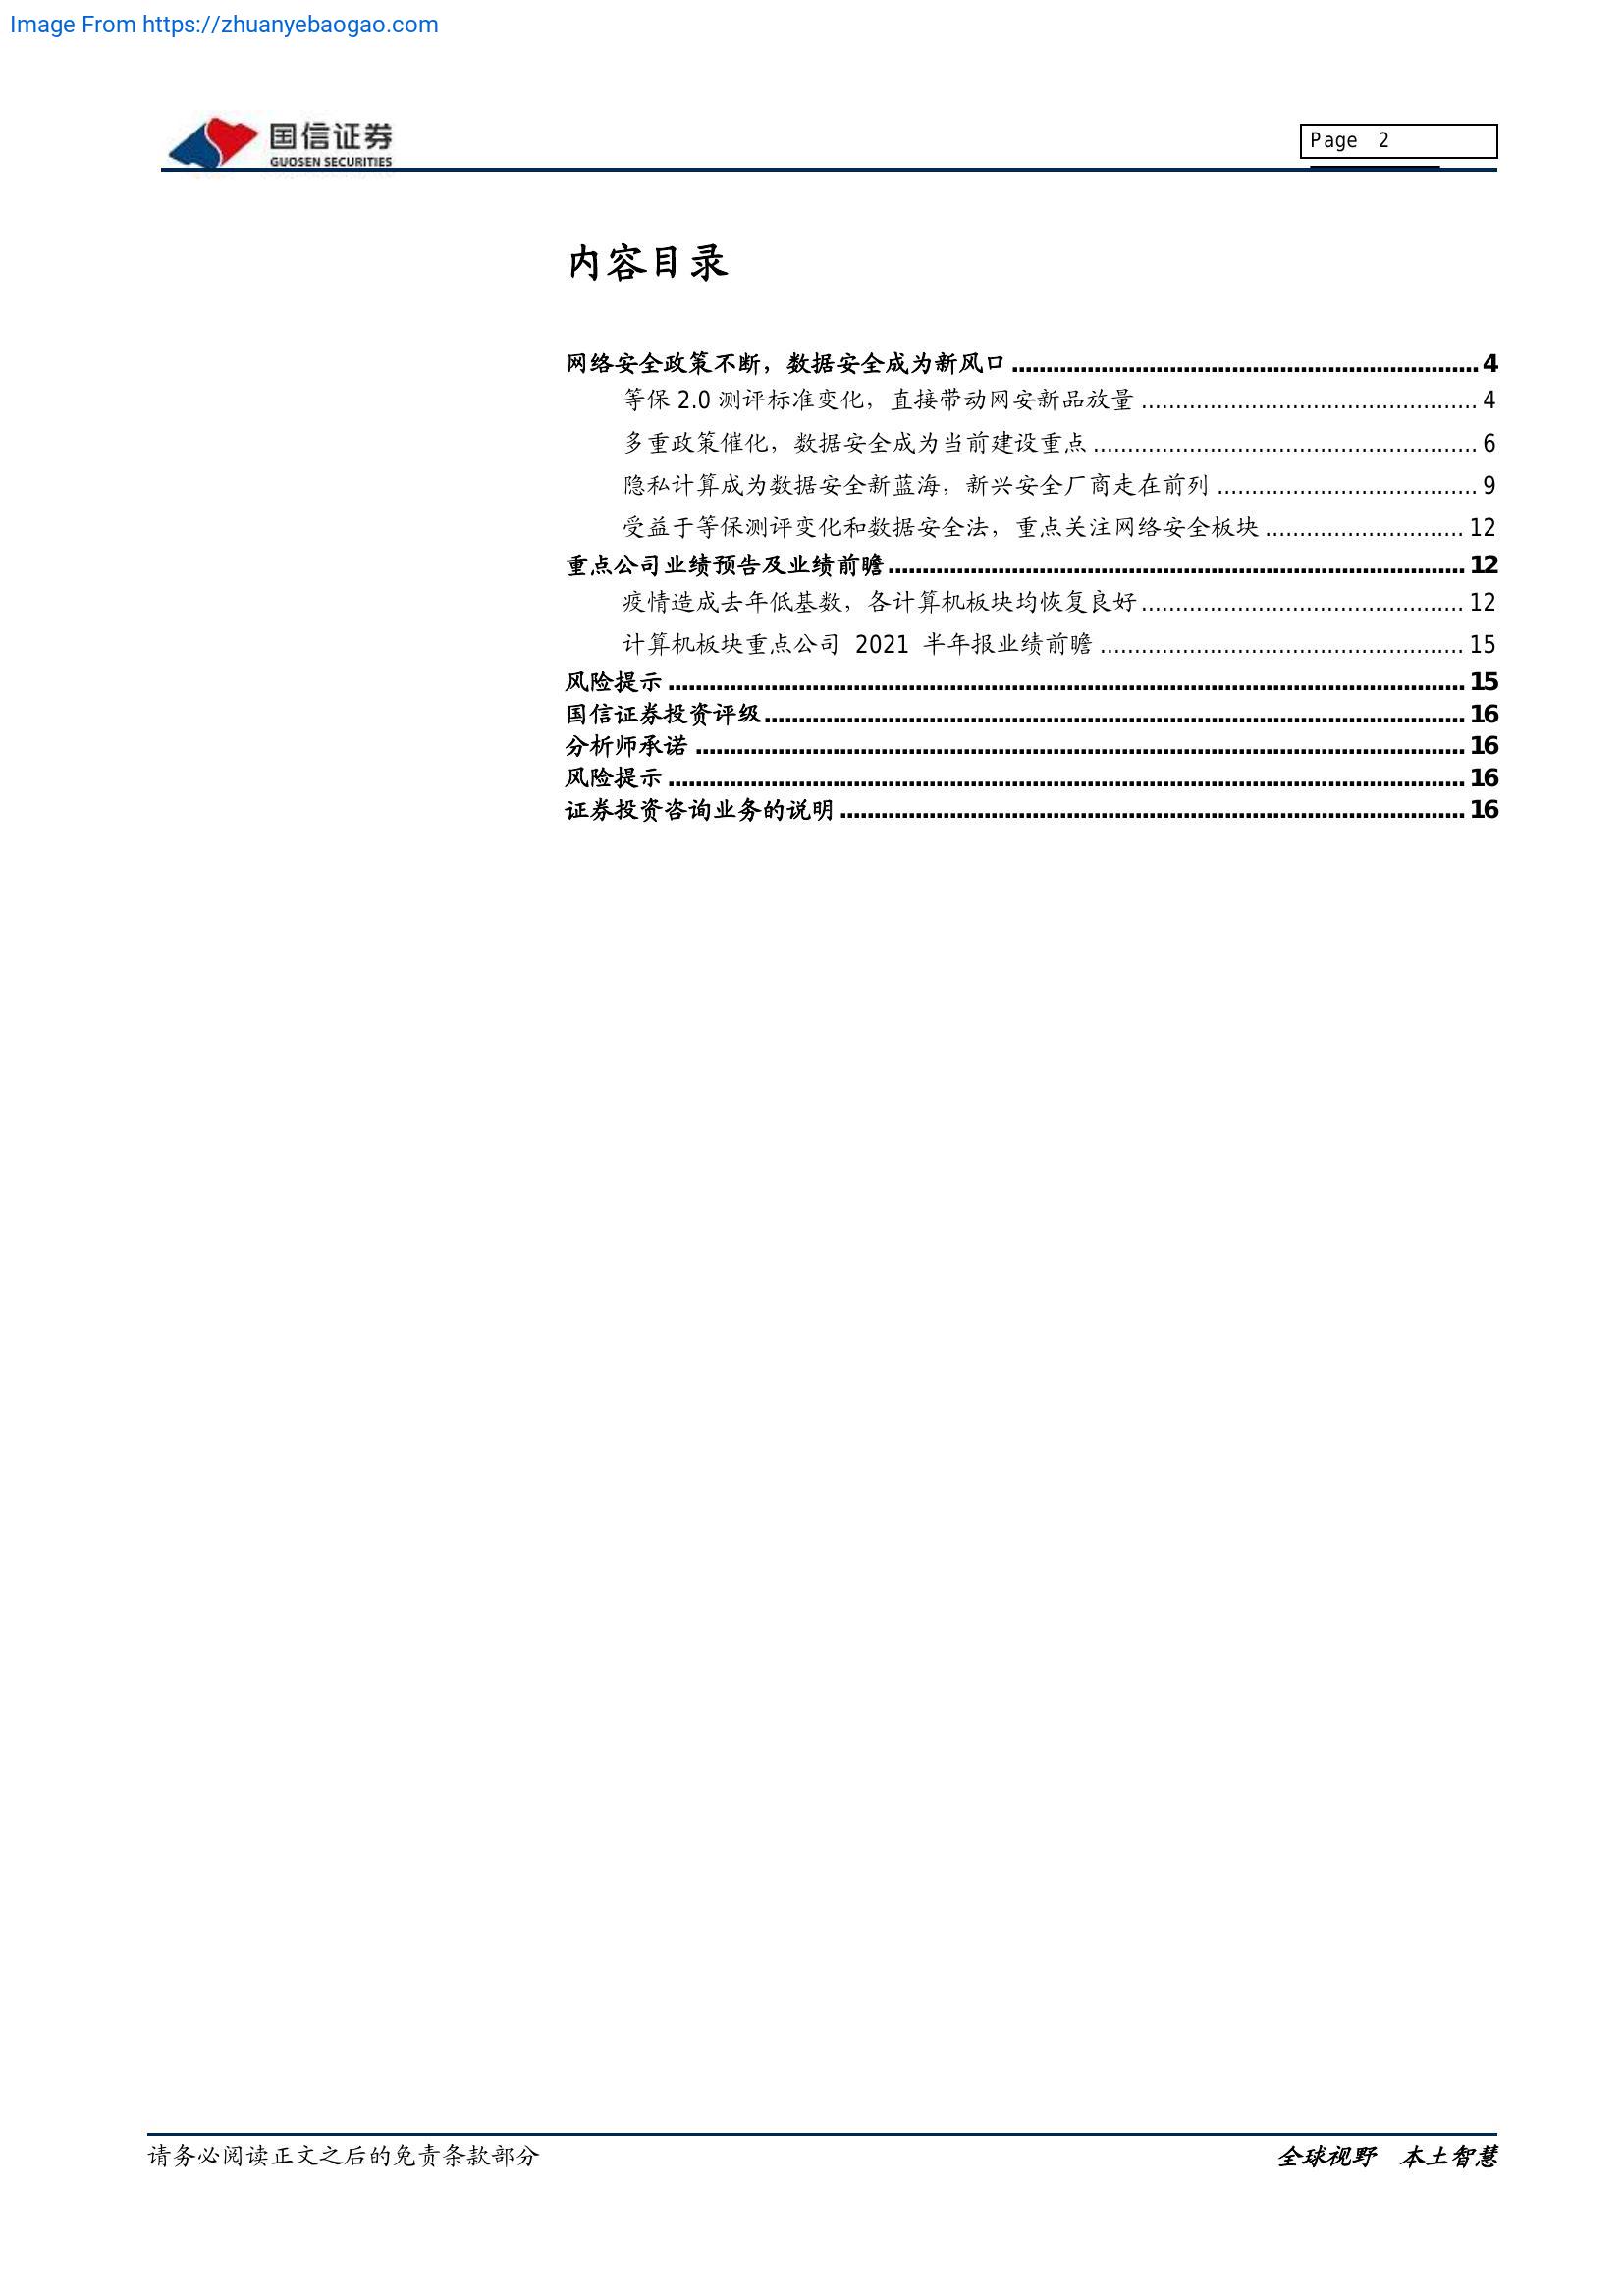 Image From https://zhuanyebaogao.com
国信证券
GUOSEN SECURITIES
Page 2
内容目录
网络安全政策不断，数据安全成为新风口 .................... 4
等保 2.0 测评标准变化，直接带动网安新品放量 .................... 4
多重政策催化，数据安全成为当前建设重点 .................... 6
隐私计算成为数据安全新蓝海，新兴安全厂商走在前列 .................... 9
受益于等保测评变化和数据安全法，重点关注网络安全板块 .................... 12
重点公司业绩预告及业绩前瞻 .................... 12
疫情造成去年低基数，各计算机板块均恢复良好 .................... 12
计算机板块重点公司 2021 半年报业绩前瞻 .................... 15
风险提示 .................... 15
国信证券投资评级 .................... 16
分析师承诺 .................... 16
风险提示 .................... 16
证券投资咨询业务的说明 .................... 16
请务必阅读正文之后的免责条款部分
全球视野 本土智慧